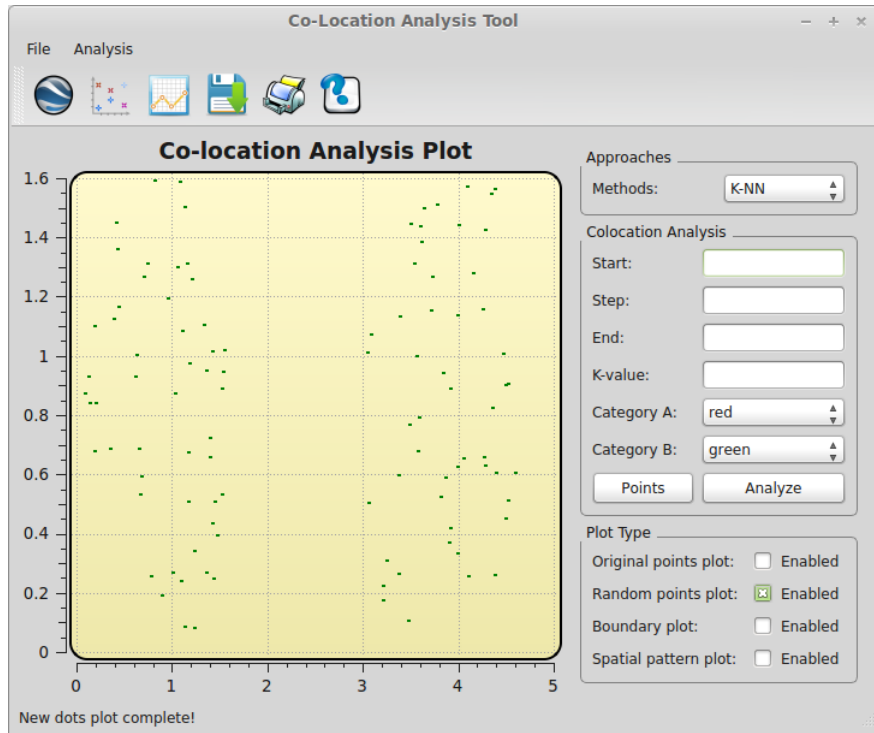 Co-Location Analysis Tool
File Analysis
Co-location Analysis Plot
1.6
1.4
1.2
1
0.8
0.6
0.4
0.2
0
0 1 2 3 4 5
Approaches
Methods: K-NN
Colocation Analysis
Start:
Step:
End:
K-value:
Category A: red
Category B: green
Points Analyze
Plot Type
Original points plot: Enabled
Random points plot: Enabled
Boundary plot: Enabled
Spatial pattern plot: Enabled
New dots plot complete!